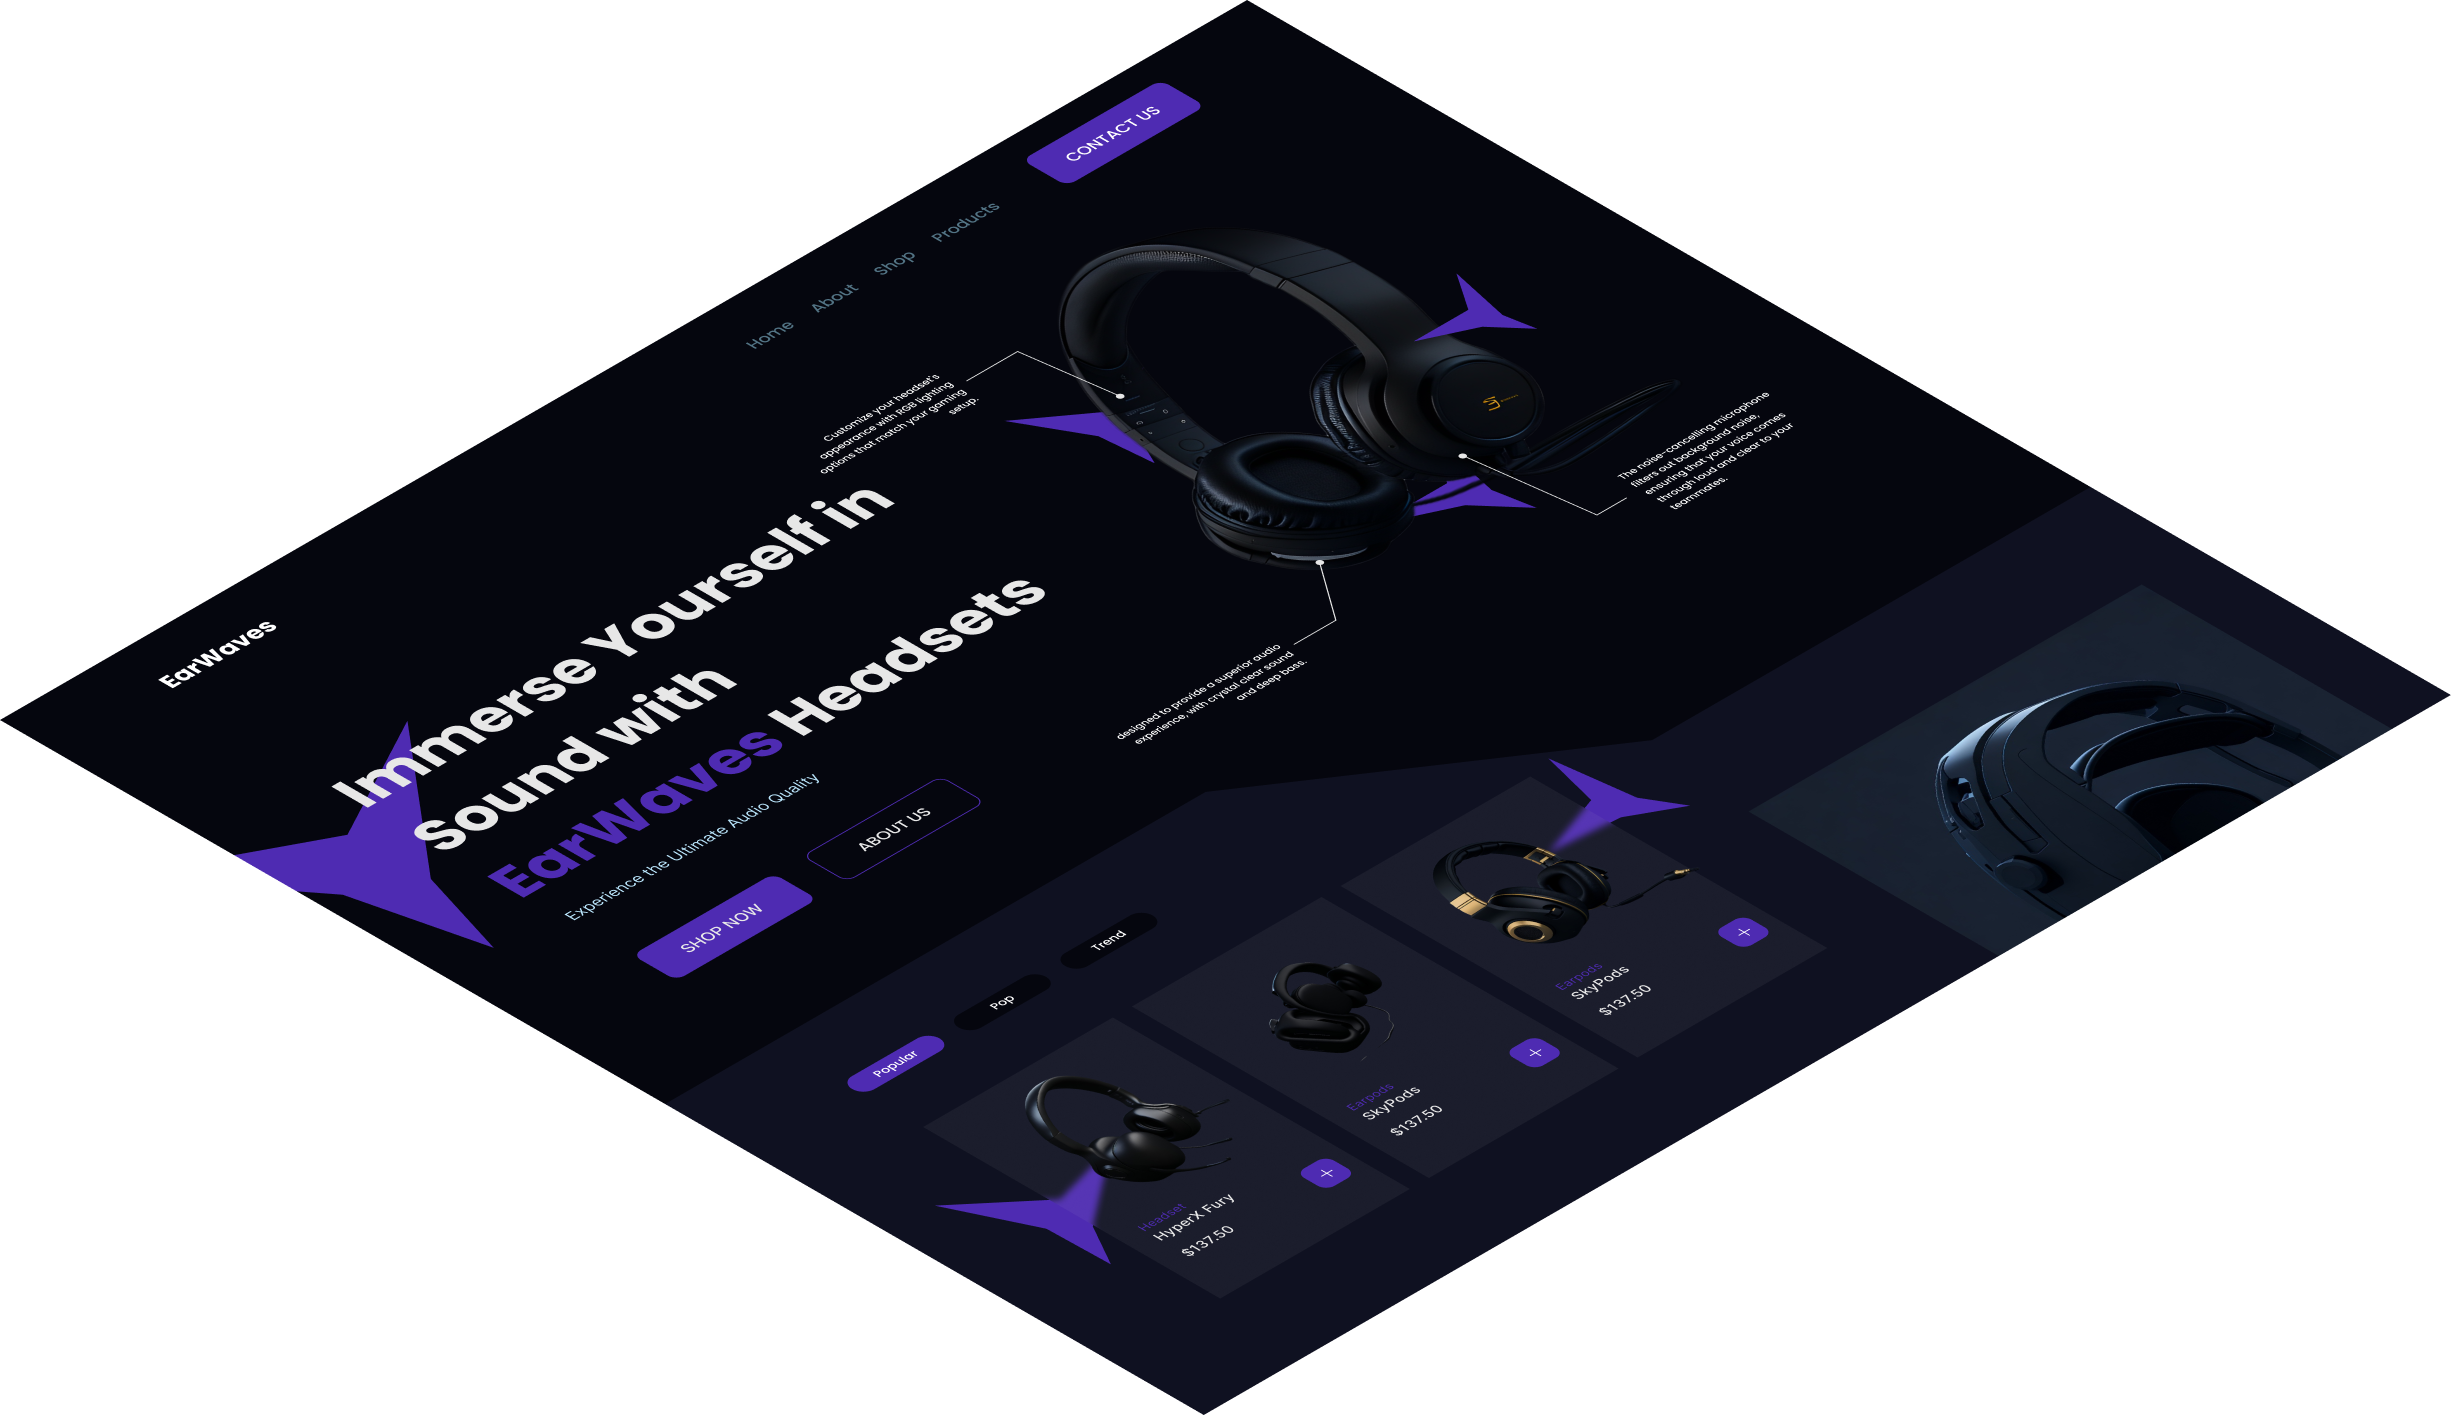 EarWaves
Home
About
Shop
Products
CONTACT US
Immerse Yourself in
Sound with
EarWaves Headsets
Experience the Ultimate Audio Quality
SHOP NOW
ABOUT US
Customize your headset's
appearance with RGB lighting
options that match your gaming
setup.
The noise-cancelling microphone
filters out background noise,
ensuring that your voice comes
through loud and clear to your
teammates.
designed to provide a superior audio
experience, with crystal clear sound
and deep bass.
Popular
Pop
Trend
Headset
HyperX Fury
$137.50
Earpods
SkyPods
$137.50
Earpods
SkyPods
$137.50